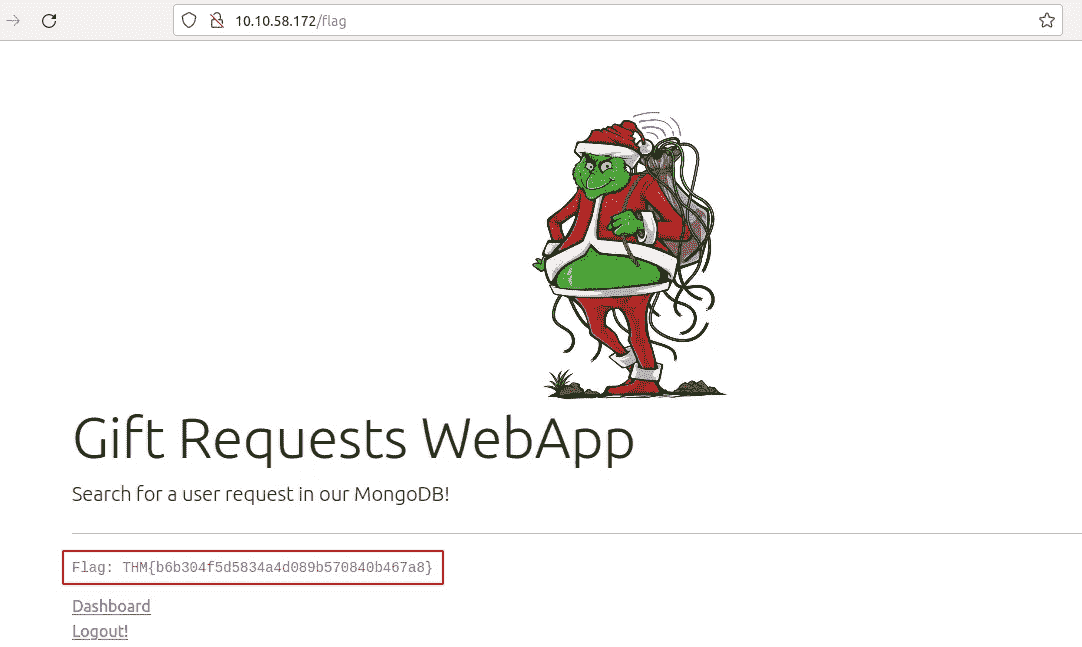 10.10.58.172/flag
Gift Requests WebApp
Search for a user request in our MongoDB!
Flag: THM{b6b304f5d5834a4d089b570840b467a8}
Dashboard
Logout!